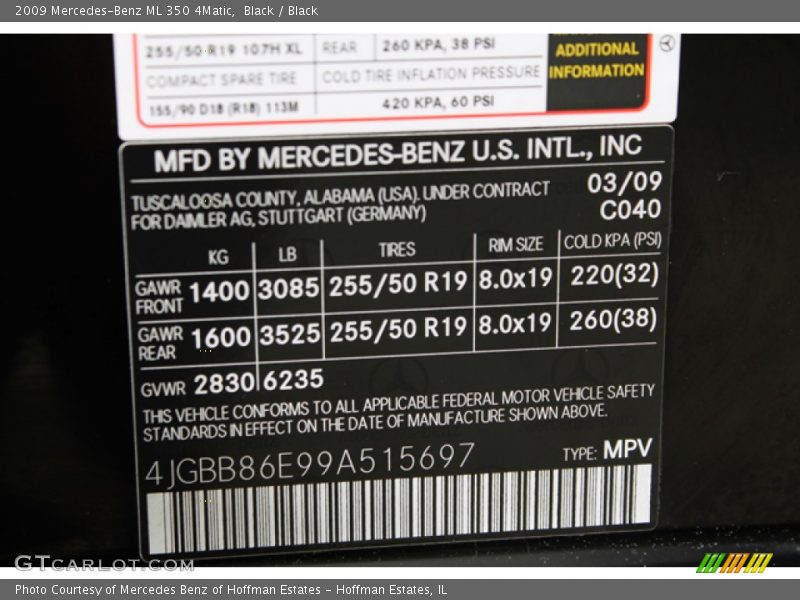 2009 Mercedes-Benz ML 350 4Matic,  Black / Black
255/50 R19 107H XL REAR 260 KPA, 38 PSI
COMPACT SPARE TIRE COLD TIRE INFLATION PRESSURE
155/90 D18 (R18) 113M 420 KPA, 60 PSI
ADDITIONAL
INFORMATION
MFD BY MERCEDES-BENZ U.S. INTL., INC
TUSCALOOSA COUNTY, ALABAMA (USA). UNDER CONTRACT 03/09
FOR DAIMLER AG, STUTTGART (GERMANY) C040
KG LB TIRES RIM SIZE COLD KPA (PSI)
GAWR FRONT 1400 3085 255/50 R19 8.0x19 220(32)
GAWR REAR 1600 3525 255/50 R19 8.0x19 260(38)
GVWR 2830 6235
THIS VEHICLE CONFORMS TO ALL APPLICABLE FEDERAL MOTOR VEHICLE SAFETY
STANDARDS IN EFFECT ON THE DATE OF MANUFACTURE SHOWN ABOVE.
4JGBB86E99A515697 TYPE: MPV
GTCARLOT.COM
Photo Courtesy of Mercedes Benz of Hoffman Estates - Hoffman Estates, IL